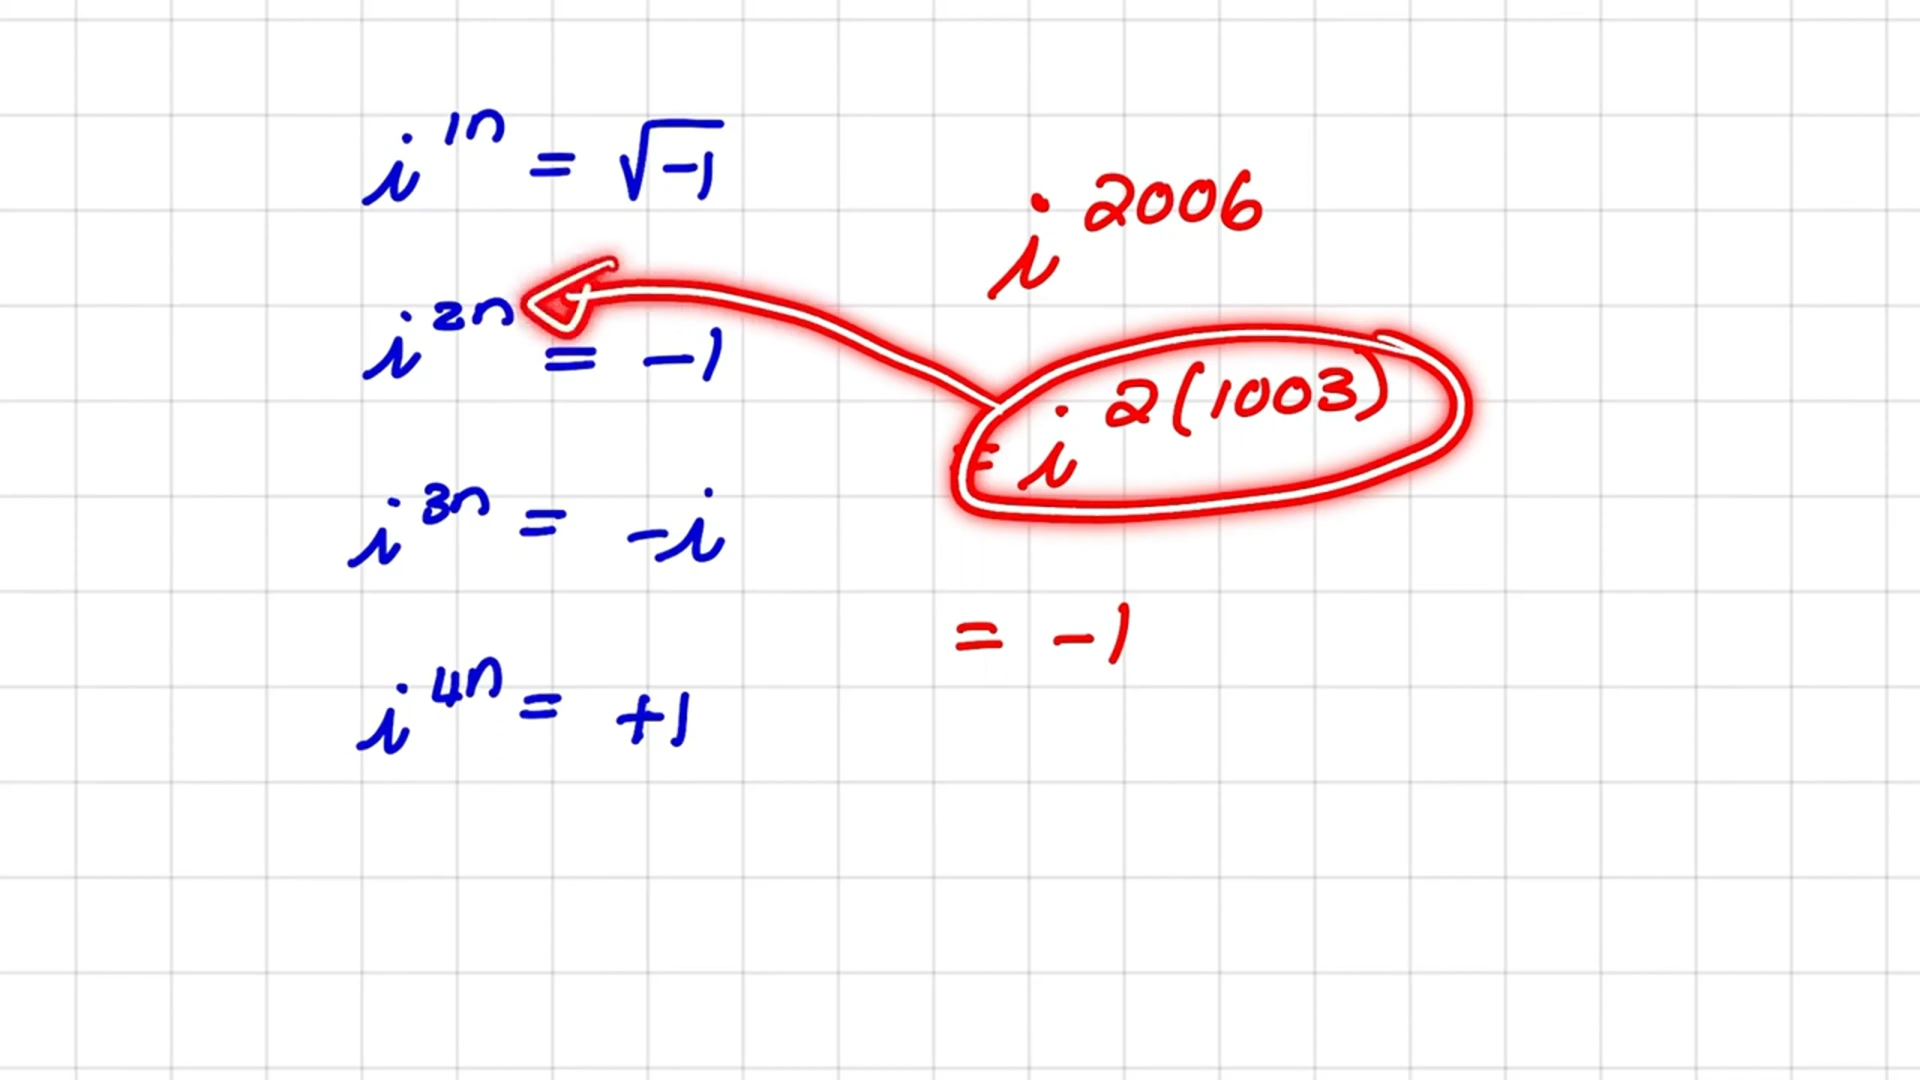 i^{1n} = √-1
i^{2n} = -1
i^{3n} = -i
i^{4n} = +1
i^{2006}
= i^{2(1003)}
= -1